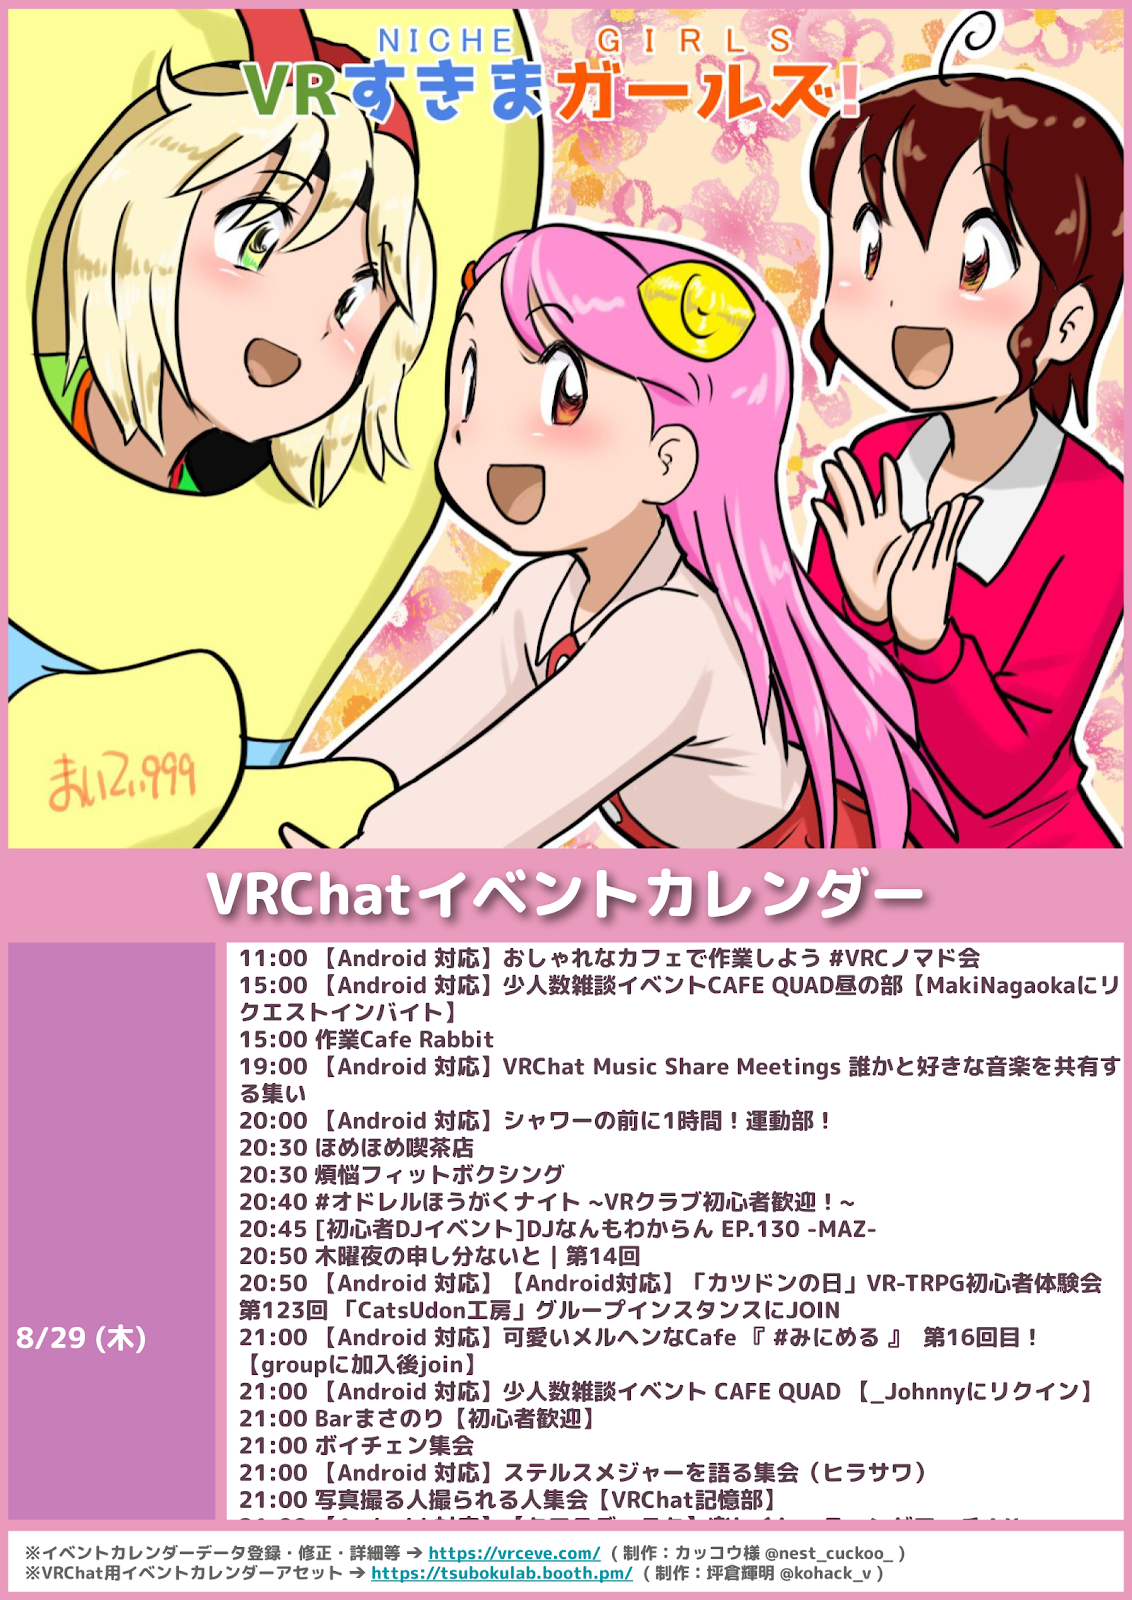 NICHE GIRLS
VRすきまガールズ!
まいてぃ999
VRChatイベントカレンダー
8/29 (木)
11:00 【Android 対応】おしゃれなカフェで作業しよう #VRCノマド会
15:00 【Android 対応】少人数雑談イベントCAFE QUAD昼の部【MakiNagaokaにリ
クエストインバイト】
15:00 作業Cafe Rabbit
19:00 【Android 対応】VRChat Music Share Meetings 誰かと好きな音楽を共有す
る集い
20:00 【Android 対応】シャワーの前に1時間！運動部！
20:30 ほめほめ喫茶店
20:30 煩悩フィットボクシング
20:40 #オドレルほうがくナイト ~VRクラブ初心者歓迎！~
20:45 [初心者DJイベント]DJなんもわからん EP.130 -MAZ-
20:50 木曜夜の申し分ないと | 第14回
20:50 【Android 対応】【Android対応】「カツドンの日」VR-TRPG初心者体験会
第123回 「CatsUdon工房」グループインスタンスにJOIN
21:00 【Android 対応】可愛いメルヘンなCafe 『 #みにめる 』 第16回目！
【groupに加入後join】
21:00 【Android 対応】少人数雑談イベント CAFE QUAD 【_Johnnyにリクイン】
21:00 Barまさのり【初心者歓迎】
21:00 ボイチェン集会
21:00 【Android 対応】ステルスメジャーを語る集会（ヒラサワ）
21:00 写真撮る人撮られる人集会【VRChat記憶部】
※イベントカレンダーデータ登録・修正・詳細等 → https://vrceve.com/ （ 制作：カッコウ様 @nest_cuckoo_ ）
※VRChat用イベントカレンダーアセット → https://tsubokulab.booth.pm/ （ 制作：坪倉輝明 @kohack_v ）